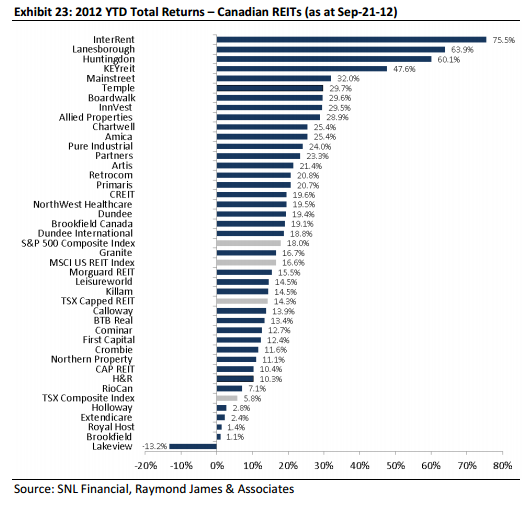 Exhibit 23: 2012 YTD Total Returns – Canadian REITs (as at Sep-21-12)
InterRent 75.5%
Lanesborough 63.9%
Huntingdon 60.1%
KEYreit 47.6%
Mainstreet 32.0%
Temple 29.7%
Boardwalk 29.6%
InnVest 29.5%
Allied Properties 28.9%
Chartwell 25.4%
Amica 25.4%
Pure Industrial 24.0%
Partners 23.3%
Artis 21.4%
Retrocom 20.8%
Primaris 20.7%
CREIT 19.6%
NorthWest Healthcare 19.5%
Dundee 19.4%
Brookfield Canada 19.1%
Dundee International 18.8%
S&P 500 Composite Index 18.0%
Granite 16.7%
MSCI US REIT Index 16.6%
Morguard REIT 15.5%
Leisureworld 14.5%
Killam 14.5%
TSX Capped REIT 14.3%
Calloway 13.9%
BTB Real 13.4%
Cominar 12.7%
First Capital 12.4%
Crombie 11.6%
Northern Property 11.1%
CAP REIT 10.4%
H&R 10.3%
RioCan 7.1%
TSX Composite Index 5.8%
Holloway 2.8%
Extendicare 2.4%
Royal Host 1.4%
Brookfield 1.1%
Lakeview -13.2%
-20% -10% 0% 10% 20% 30% 40% 50% 60% 70% 80%
Source: SNL Financial, Raymond James & Associates